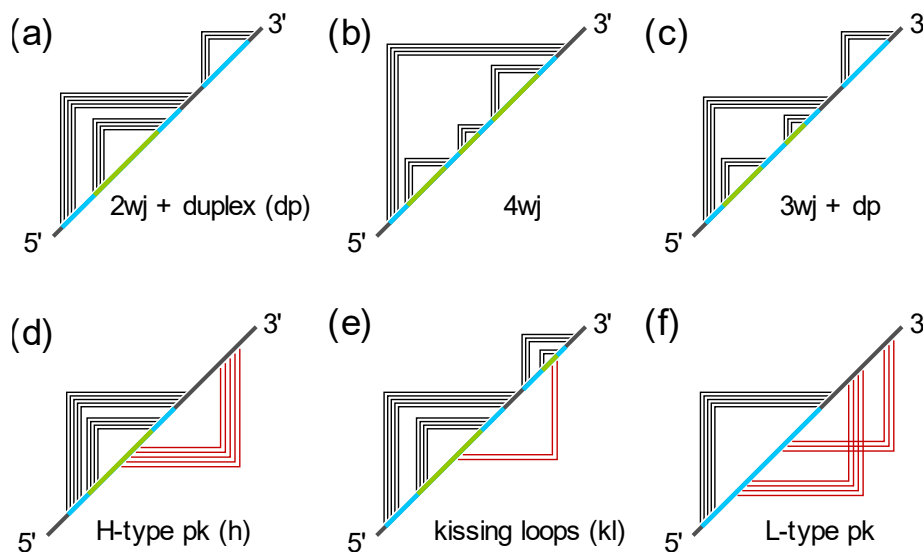 (a)
3'
2wj + duplex (dp)
5'
(b)
3'
4wj
5'
(c)
3'
3wj + dp
5'
(d)
3'
H-type pk (h)
5'
(e)
3'
kissing loops (kl)
5'
(f)
3'
L-type pk
5'